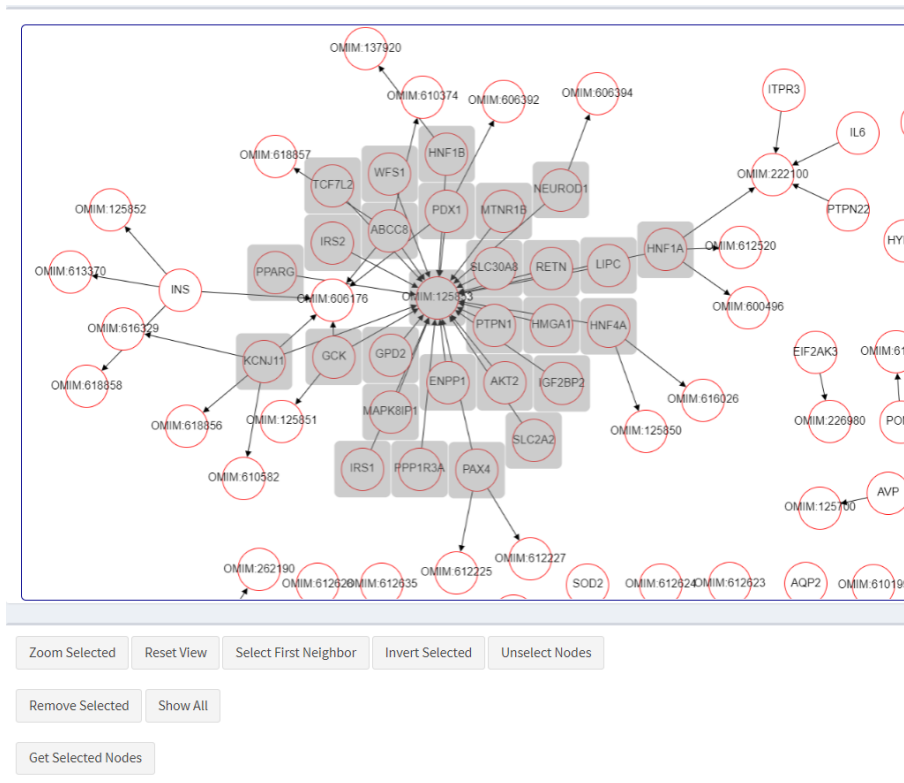 OMIM:137920
OMIM:610374
OMIM:606392
OMIM:606394
ITPR3
IL6
OMIM:618857
HNF1B
WFS1
TCF7L2
NEUROD1
OMIM:222100
PDX1
MTNR1B
PTPN22
OMIM:125852
ABCC8
IRS2
HNF1A
OMIM:612520
OMIM:613370
PPARG
SLC30A8
RETN
LIPC
INS
OMIM:606176
OMIM:125853
OMIM:600496
OMIM:616329
PTPN1
HMGA1
HNF4A
KCNJ11
GCK
GPD2
EIF2AK3
OMIM:618858
ENPP1
AKT2
IGF2BP2
OMIM:616026
MAPK8IP1
OMIM:618856
OMIM:125851
OMIM:125850
OMIM:226980
SLC2A2
OMIM:610582
IRS1
PPP1R3A
PAX4
AVP
OMIM:125700
OMIM:612227
OMIM:612225
OMIM:262190
OMIM:612635
SOD2
OMIM:612624
OMIM:612623
AQP2
Zoom Selected
Reset View
Select First Neighbor
Invert Selected
Unselect Nodes
Remove Selected
Show All
Get Selected Nodes